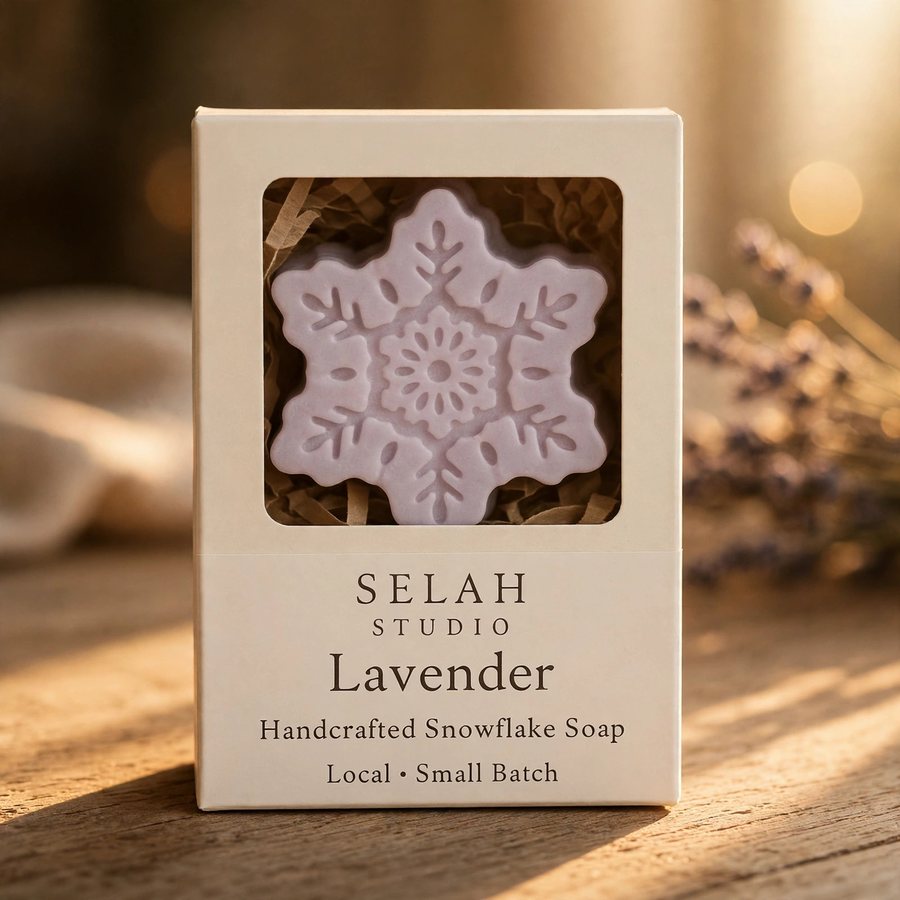 SELAH
STUDIO
Lavender
Handcrafted Snowflake Soap
Local • Small Batch